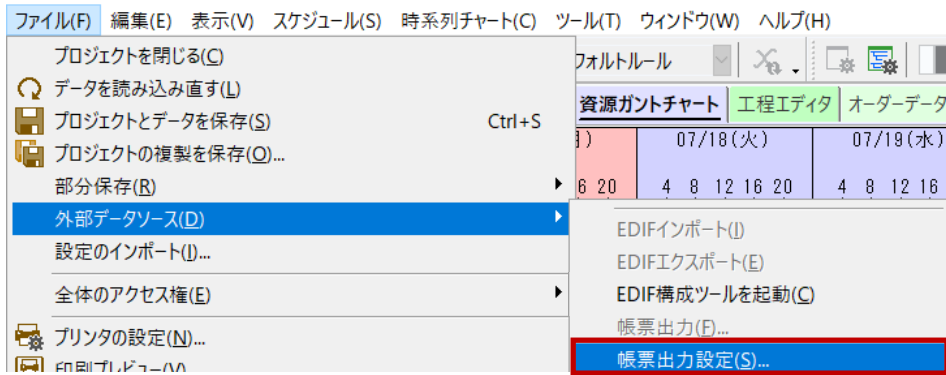 ファイル(F) 編集(E) 表示(V) スケジュール(S) 時系列チャート(C) ツール(T) ウィンドウ(W) ヘルプ(H)
プロジェクトを閉じる(C)
データを読み込み直す(L)
プロジェクトとデータを保存(S) Ctrl+S
プロジェクトの複製を保存(O)...
部分保存(R)
外部データソース(D)
設定のインポート(I)...
全体のアクセス権(E)
プリンタの設定(N)...
印刷プレビュー(V)
フォルトルール
資源ガントチャート 工程エディタ オーダーデータ
07/18(火) 07/19(水)
6 20 4 8 12 16 20 4 8 12 16
EDIFインポート(I)
EDIFエクスポート(E)
EDIF構成ツールを起動(C)
帳票出力(F)...
帳票出力設定(S)...